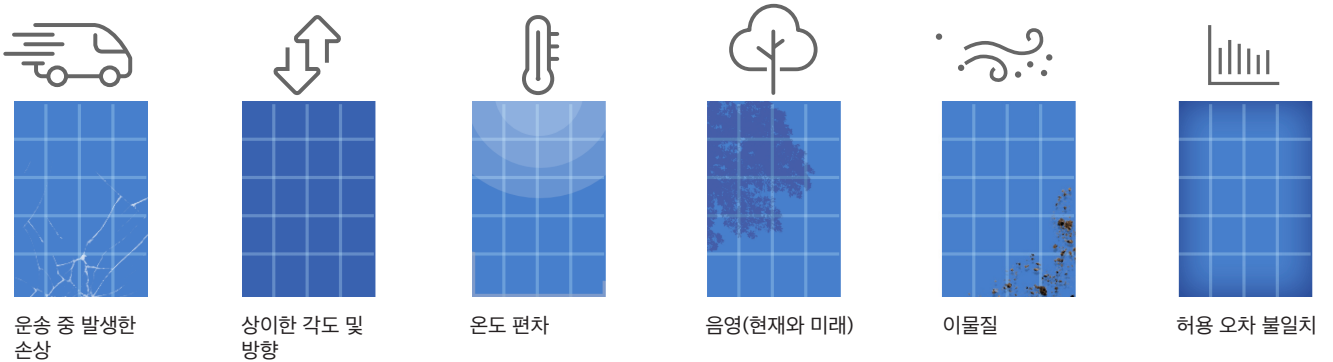 운송 중 발생한
손상
상이한 각도 및
방향
온도 편차
음영(현재와 미래)
이물질
허용 오차 불일치